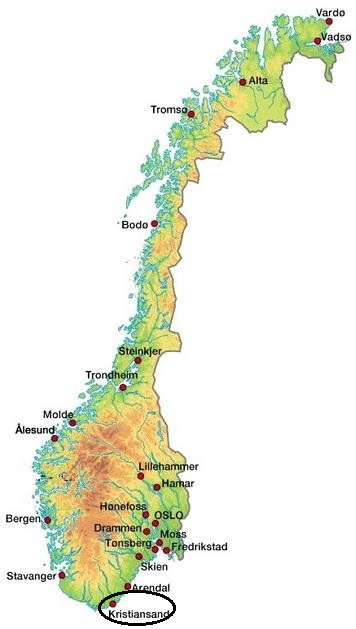 Vardø
Vadsø
Alta
Tromsø
Bodø
Steinkjer
Trondheim
Molde
Ålesund
Lillehammer
Hamar
Hønefoss
OSLO
Bergen
Drammen
Moss
Tønsberg
Fredrikstad
Skien
Stavanger
Arendal
Kristiansand